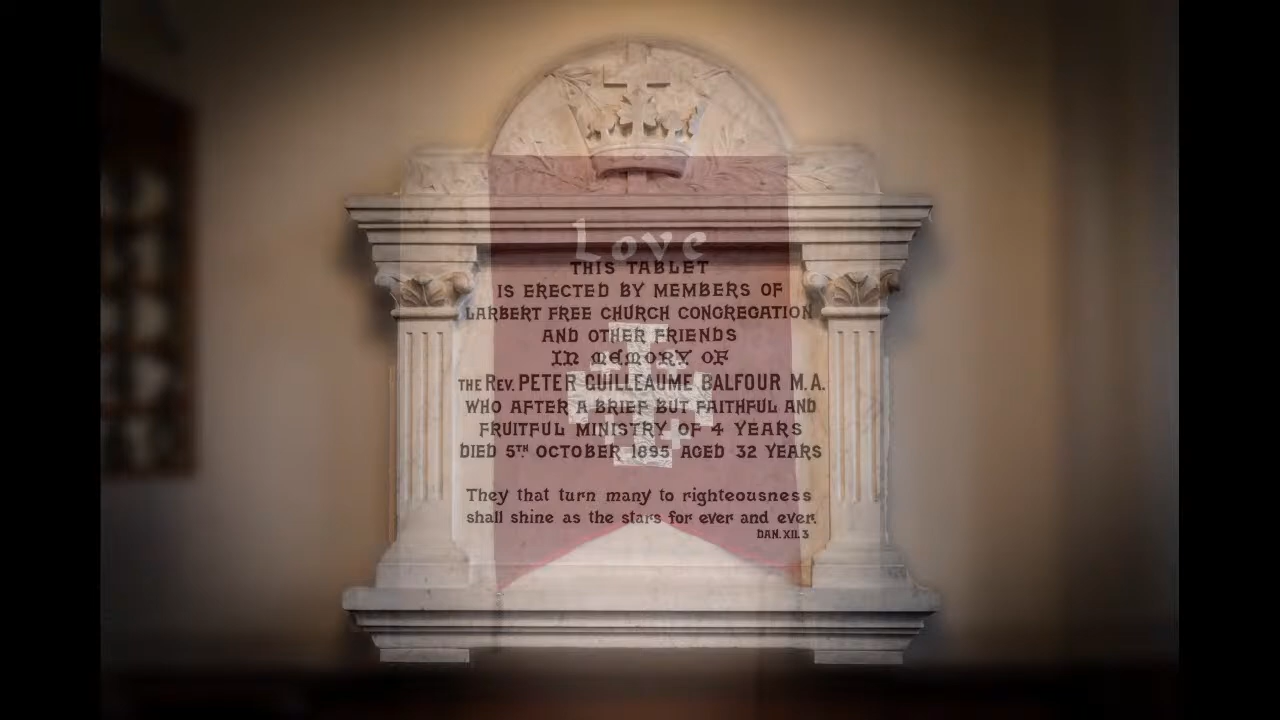 Love
THIS TABLET
IS ERECTED BY MEMBERS OF
LARBERT FREE CHURCH CONGREGATION
AND OTHER FRIENDS
IN MEMORY OF
THE REV. PETER GUILLEAUME BALFOUR M.A.
WHO AFTER A BRIEF BUT FAITHFUL AND
FRUITFUL MINISTRY OF 4 YEARS
DIED 5TH OCTOBER 1895 AGED 32 YEARS
They that turn many to righteousness
shall shine as the stars for ever and ever.
DAN. XII. 3